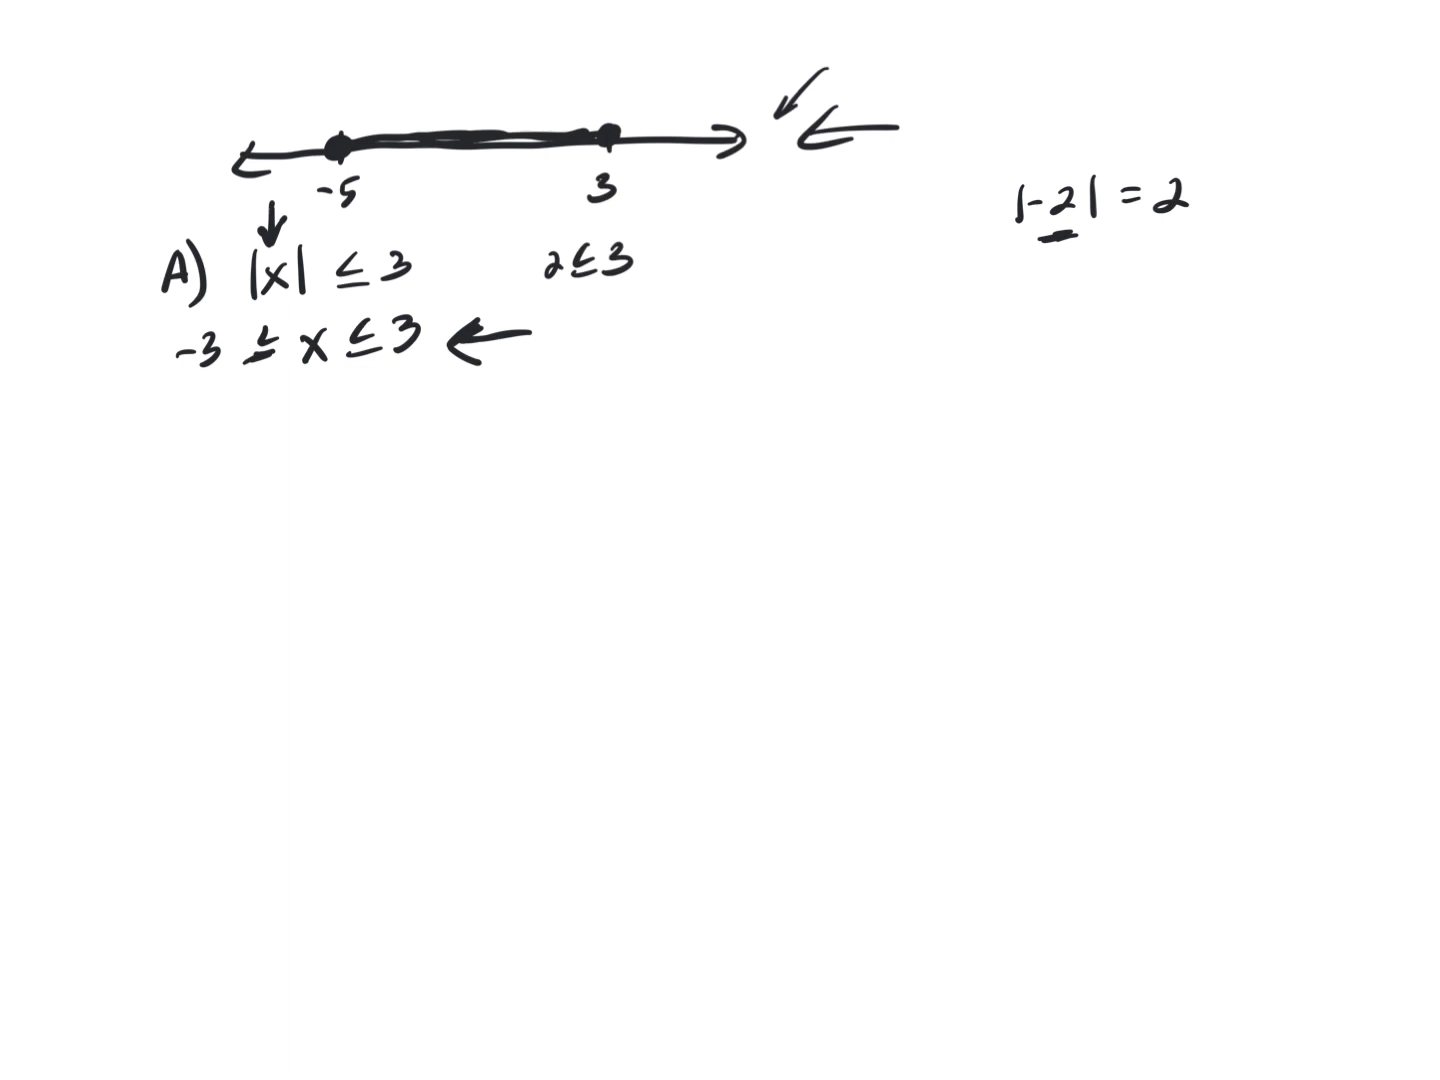 -5 3
|-2| = 2
A) |x| ≤ 3 2 ≤ 3
-3 ≤ x ≤ 3